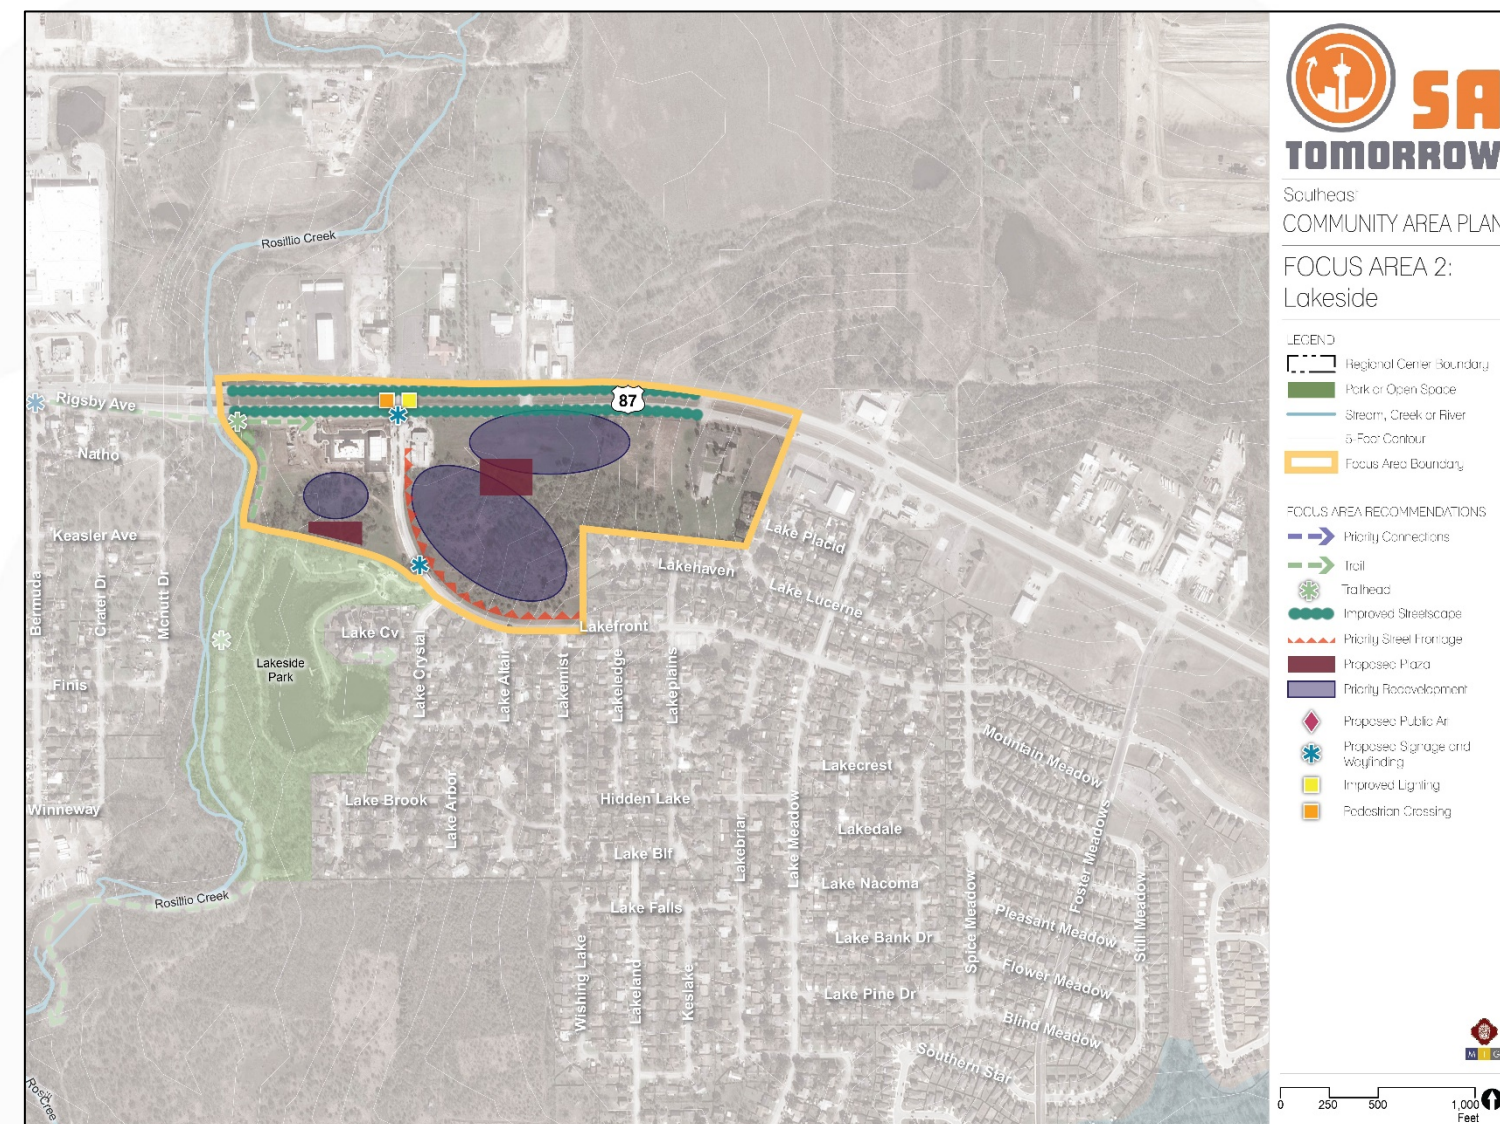 SA
TOMORROW
Southeast
COMMUNITY AREA PLAN
FOCUS AREA 2:
Lakeside
LEGEND
Regional Center Boundary
Park or Open Space
Stream, Creek or River
5-Foot Contour
Focus Area Boundary
FOCUS AREA RECOMMENDATIONS
Priority Connections
Trail
Trailhead
Improved Streetscape
Priority Street Frontage
Proposed Plaza
Priority Redevelopment
Proposed Public Ar
Proposed Signage and
Wayfinding
Improved Lighting
Pedestrian Crossing
M I G
0 250 500 1,000
Feet
Rosillio Creek
Rigsby Ave
87
Natho
Keasler Ave
Bermuda
Crater Dr
Mcnutt Dr
Finis
Winneway
Lakeside
Park
Lake Cv
Lake Crystal
Lake Altair
Lakemist
Lakefront
Lakeledge
Lakeplains
Lakehaven
Lake Placid
Lake Lucerne
Lake Brook
Lake Arbor
Hidden Lake
Lake Blf
Lake Falls
Lakebriar
Lake Meadow
Lakecrest
Lakedale
Lake Nacoma
Lake Bank Dr
Lake Pine Dr
Wishing Lake
Lakeland
Keslake
Spice Meadow
Mountain Meadow
Foster Meadows
Still Meadow
Pleasant Meadow
Flower Meadow
Blind Meadow
Southern Star
Rosillio Creek